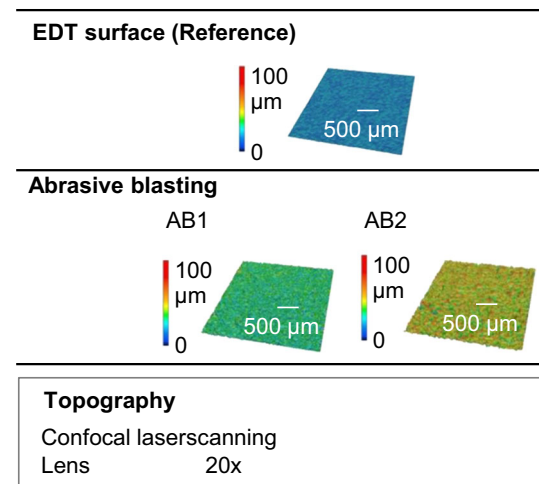 EDT surface (Reference)
100
µm
500 µm
0
Abrasive blasting
AB1 AB2
100
µm
500 µm
0
100
µm
500 µm
0
Topography
Confocal laserscanning
Lens 20x